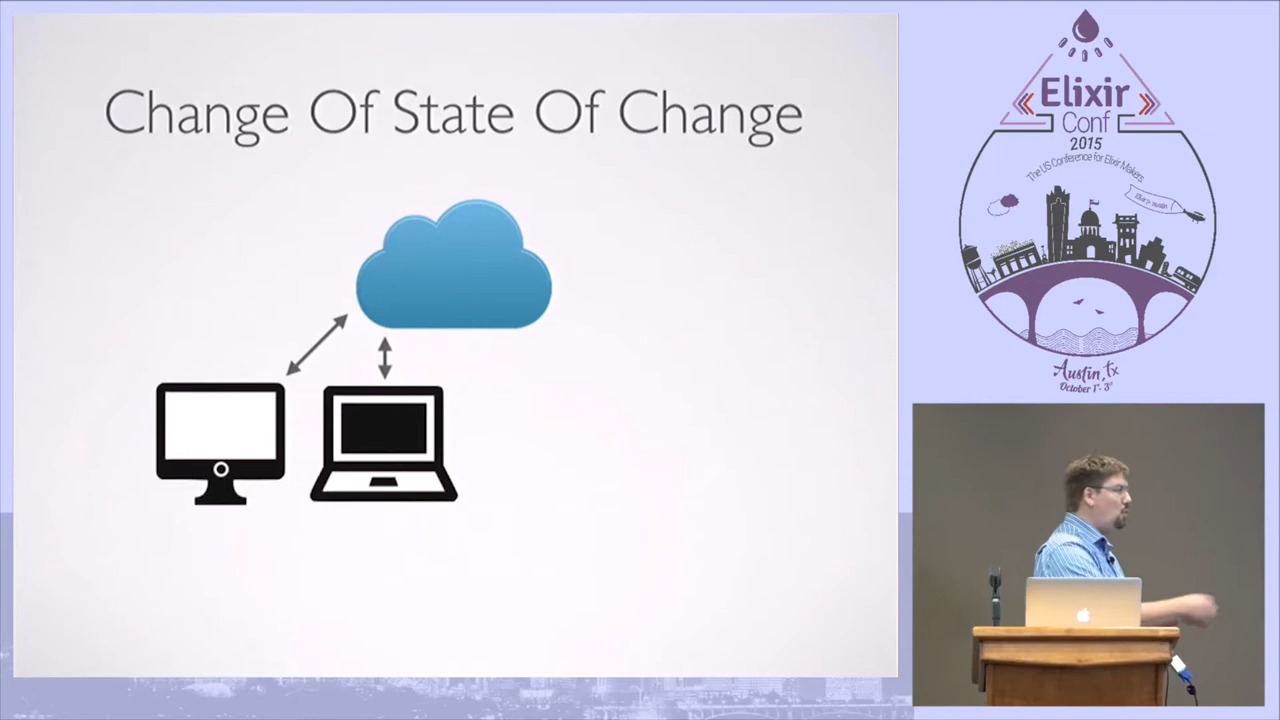 Change Of State Of Change
Elixir
Conf
2015
The US Conference for Elixir Makers
Austin, tx
October 1st - 3rd